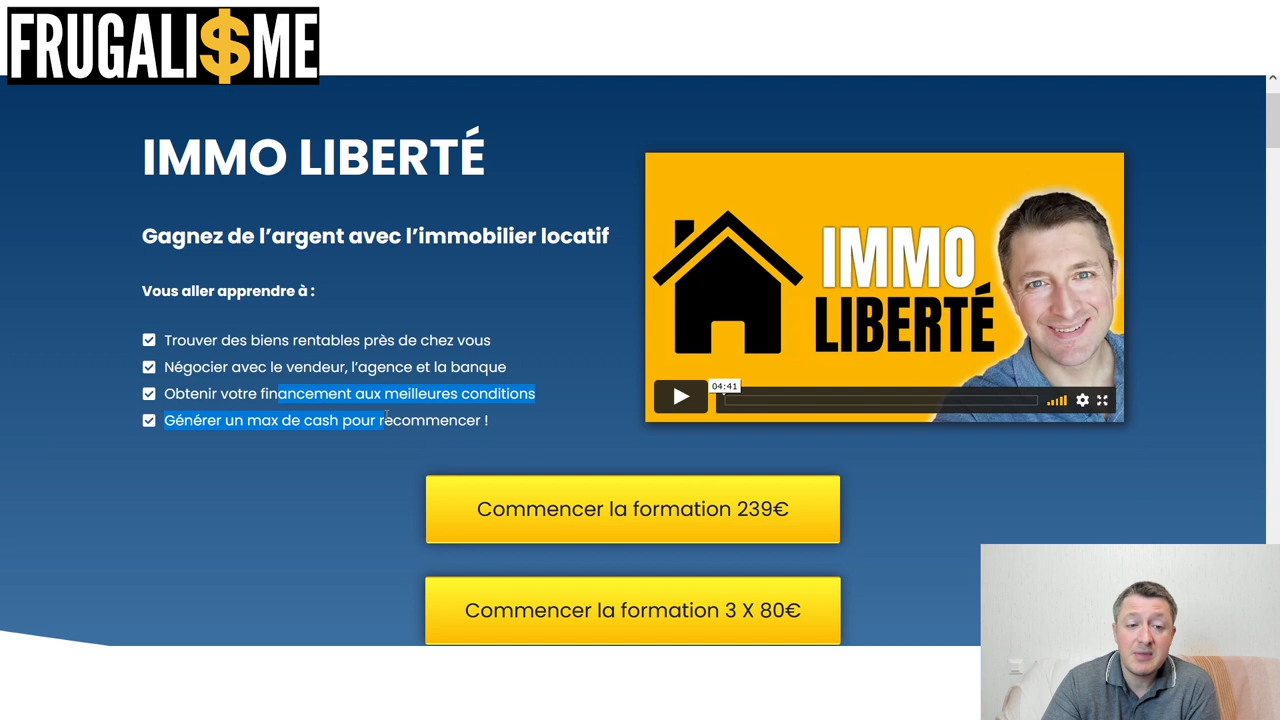 FRUGALI$ME
IMMO LIBERTÉ
Gagnez de l’argent avec l’immobilier locatif
Vous aller apprendre à :
Trouver des biens rentables près de chez vous
Négocier avec le vendeur, l’agence et la banque
Obtenir votre financement aux meilleures conditions
Générer un max de cash pour recommencer !
IMMO
LIBERTÉ
04:41
Commencer la formation 239€
Commencer la formation 3 X 80€